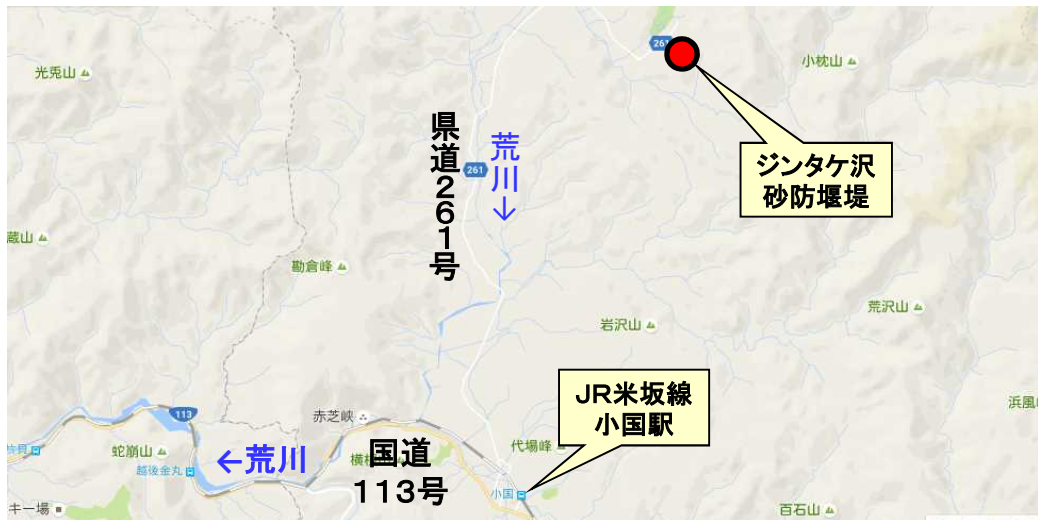 261
光兎山
小枕山
ジンタケ沢
砂防堰堤
県道261号
荒川↓
261
蔵山
勘倉峰
荒沢山
岩沢山
JR米坂線
小国駅
113
赤芝峡
浜風
蛇崩山
越後金丸
←荒川
国道
113号
代場峰
小国
キー場
百石山